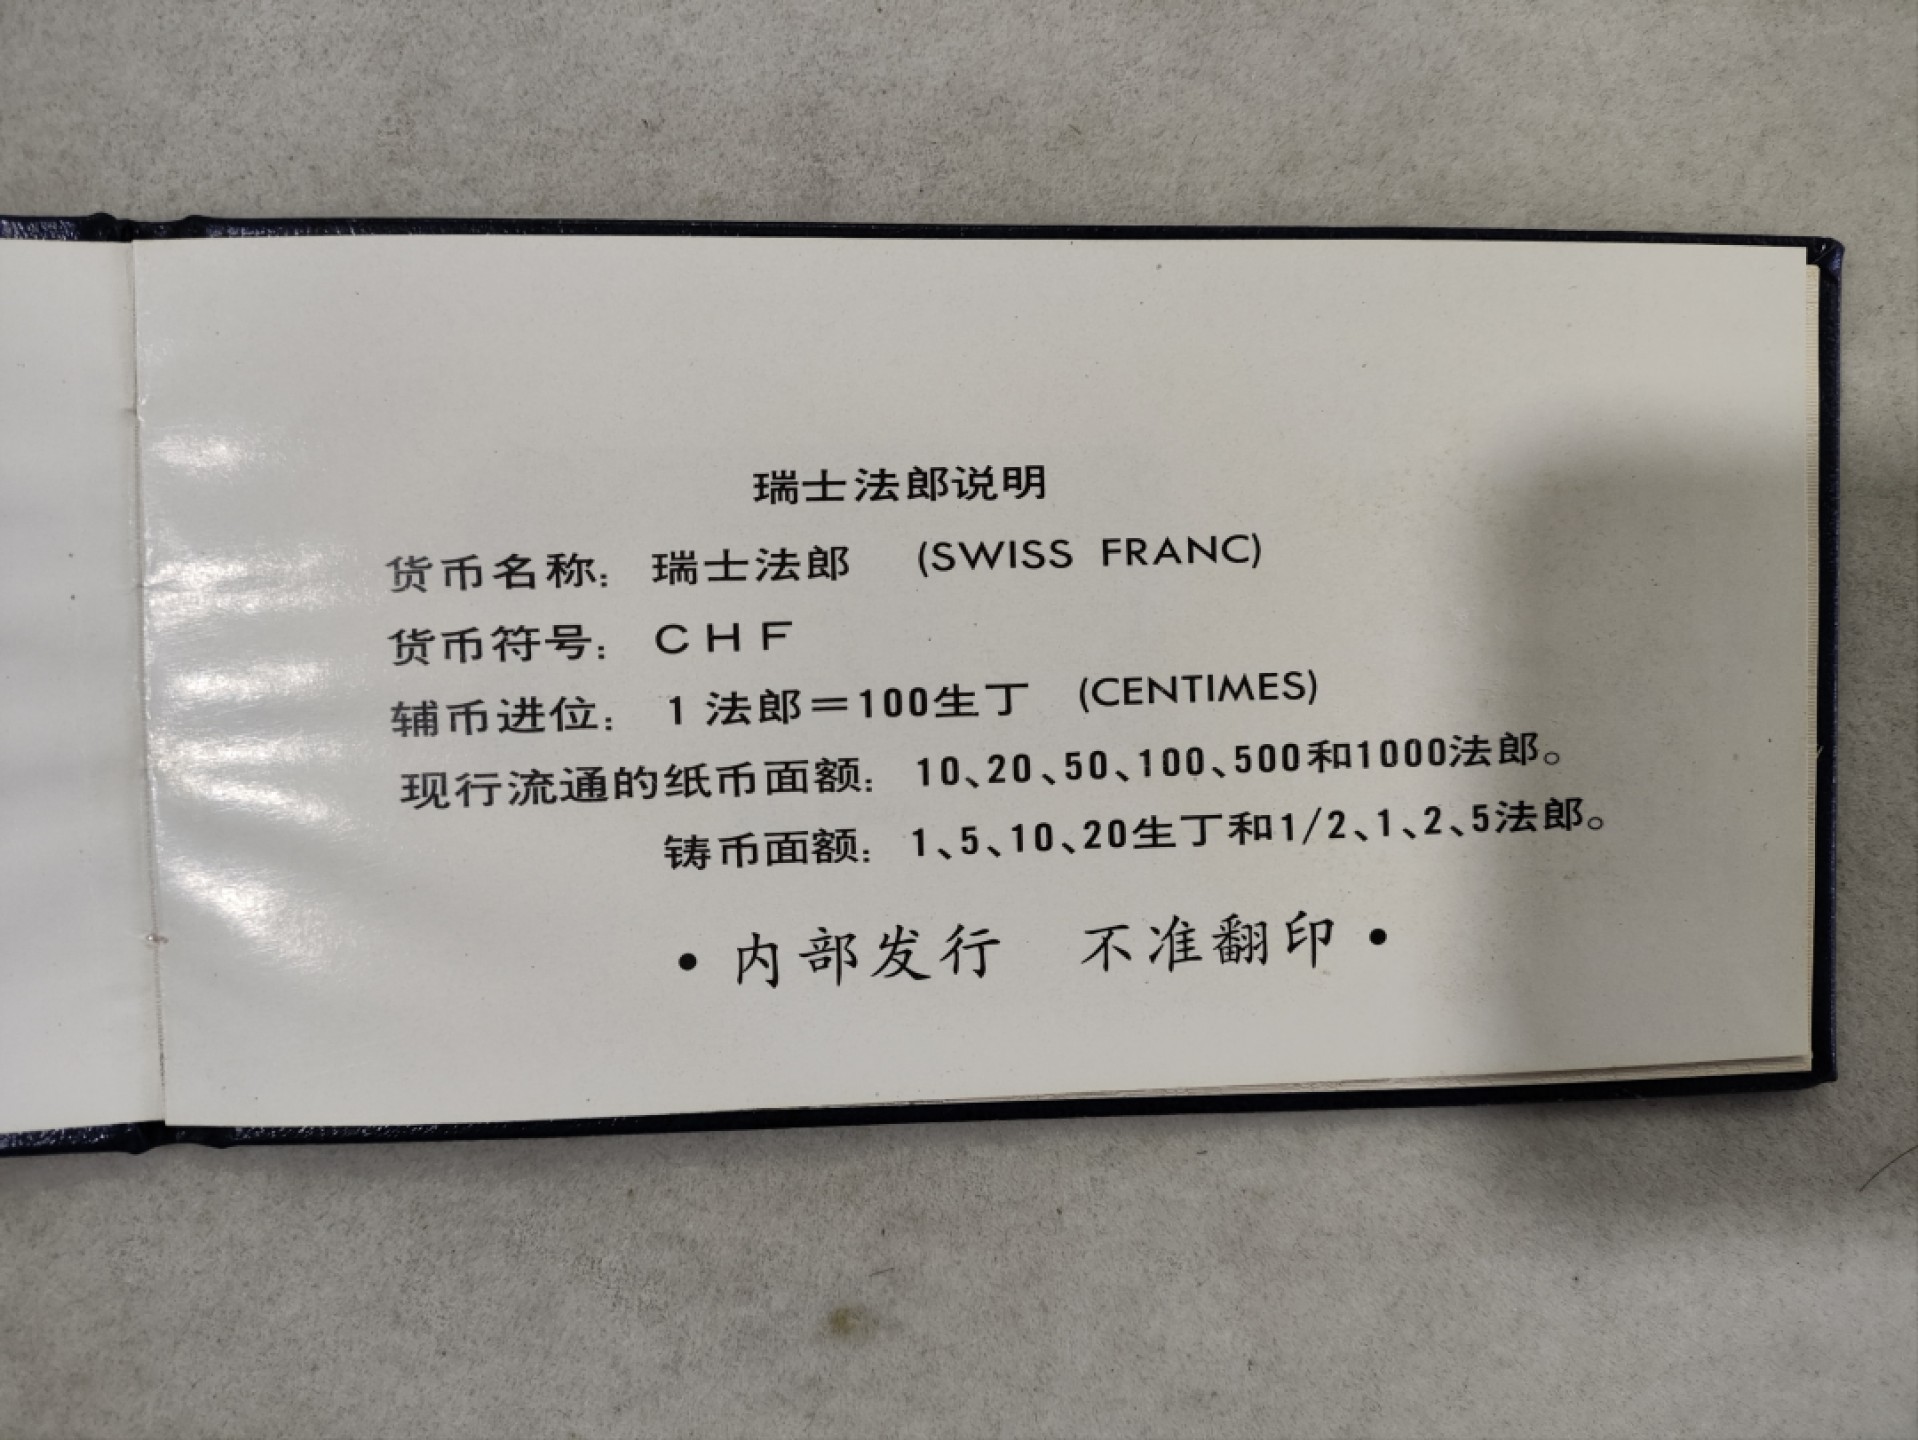 瑞士法郎说明
货币名称：瑞士法郎 (SWISS FRANC)
货币符号：CHF
辅币进位：1法郎＝100生丁 (CENTIMES)
现行流通的纸币面额：10、20、50、100、500和1000法郎。
铸币面额：1、5、10、20生丁和1/2、1、2、5法郎。
•内部发行 不准翻印•